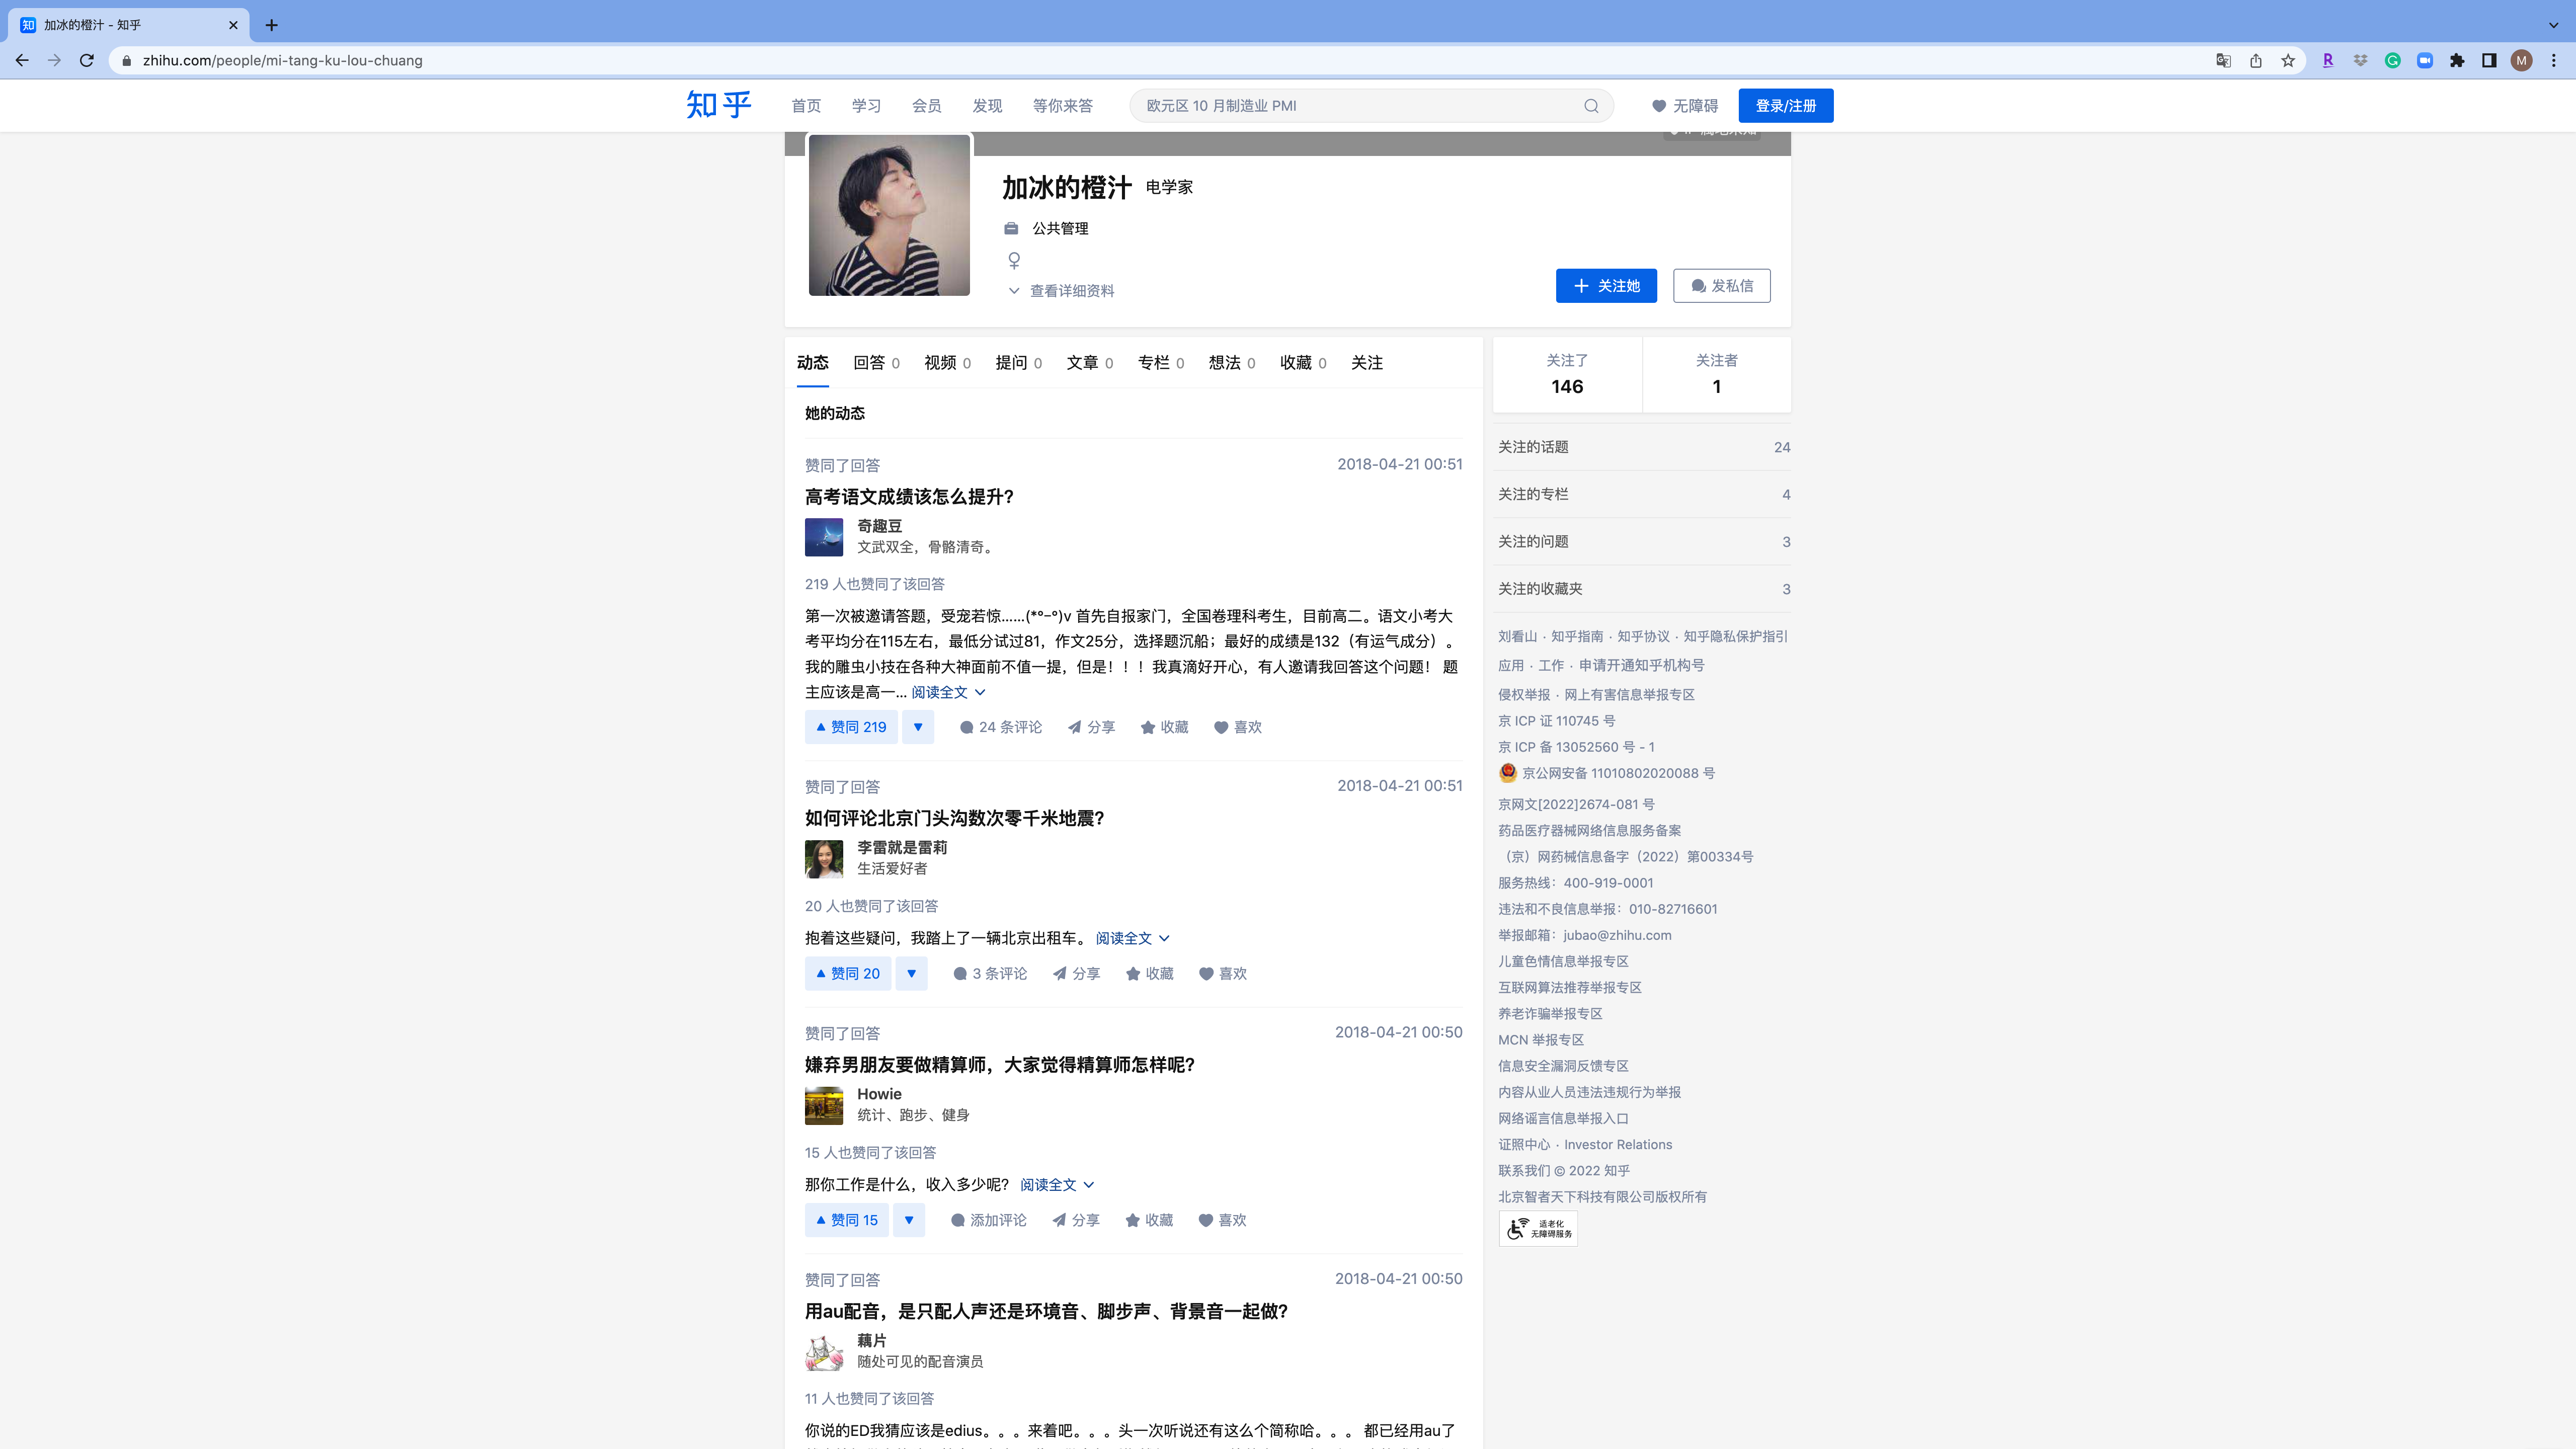 加冰的橙汁 - 知乎
zhihu.com/people/mi-tang-ku-lou-chuang
M
知乎
首页 学习 会员 发现 等你来答
欧元区 10 月制造业 PMI
无障碍
登录/注册
加冰的橙汁 电学家
公共管理
查看详细资料
关注她
发私信
动态 回答 0 视频 0 提问 0 文章 0 专栏 0 想法 0 收藏 0 关注
她的动态
赞同了回答 2018-04-21 00:51
高考语文成绩该怎么提升?
奇趣豆
文武双全，骨骼清奇。
219 人也赞同了该回答
第一次被邀请答题，受宠若惊……(*°ｰ°)v 首先自报家门，全国卷理科考生，目前高二。语文小考大
考平均分在115左右，最低分试过81，作文25分，选择题沉船；最好的成绩是132（有运气成分）。
我的雕虫小技在各种大神面前不值一提，但是！！！我真滴好开心，有人邀请我回答这个问题！ 题
主应该是高一... 阅读全文
赞同 219 24 条评论 分享 收藏 喜欢
赞同了回答 2018-04-21 00:51
如何评论北京门头沟数次零千米地震?
李雷就是雷莉
生活爱好者
20 人也赞同了该回答
抱着这些疑问，我踏上了一辆北京出租车。 阅读全文
赞同 20 3 条评论 分享 收藏 喜欢
赞同了回答 2018-04-21 00:50
嫌弃男朋友要做精算师，大家觉得精算师怎样呢?
Howie
统计、跑步、健身
15 人也赞同了该回答
那你工作是什么，收入多少呢？ 阅读全文
赞同 15 添加评论 分享 收藏 喜欢
赞同了回答 2018-04-21 00:50
用au配音，是只配人声还是环境音、脚步声、背景音一起做?
藕片
随处可见的配音演员
11 人也赞同了该回答
你说的ED我猜应该是edius。。。来着吧。。。头一次听说还有这么个简称哈。。。 都已经用au了
关注了 关注者
146 1
关注的话题 24
关注的专栏 4
关注的问题 3
关注的收藏夹 3
刘看山 · 知乎指南 · 知乎协议 · 知乎隐私保护指引
应用 · 工作 · 申请开通知乎机构号
侵权举报 · 网上有害信息举报专区
京 ICP 证 110745 号
京 ICP 备 13052560 号 - 1
京公网安备 11010802020088 号
京网文[2022]2674-081 号
药品医疗器械网络信息服务备案
（京）网药械信息备字（2022）第00334号
服务热线：400-919-0001
违法和不良信息举报：010-82716601
举报邮箱：jubao@zhihu.com
儿童色情信息举报专区
互联网算法推荐举报专区
养老诈骗举报专区
MCN 举报专区
信息安全漏洞反馈专区
内容从业人员违法违规行为举报
网络谣言信息举报入口
证照中心 · Investor Relations
联系我们 © 2022 知乎
北京智者天下科技有限公司版权所有
适老化
无障碍服务